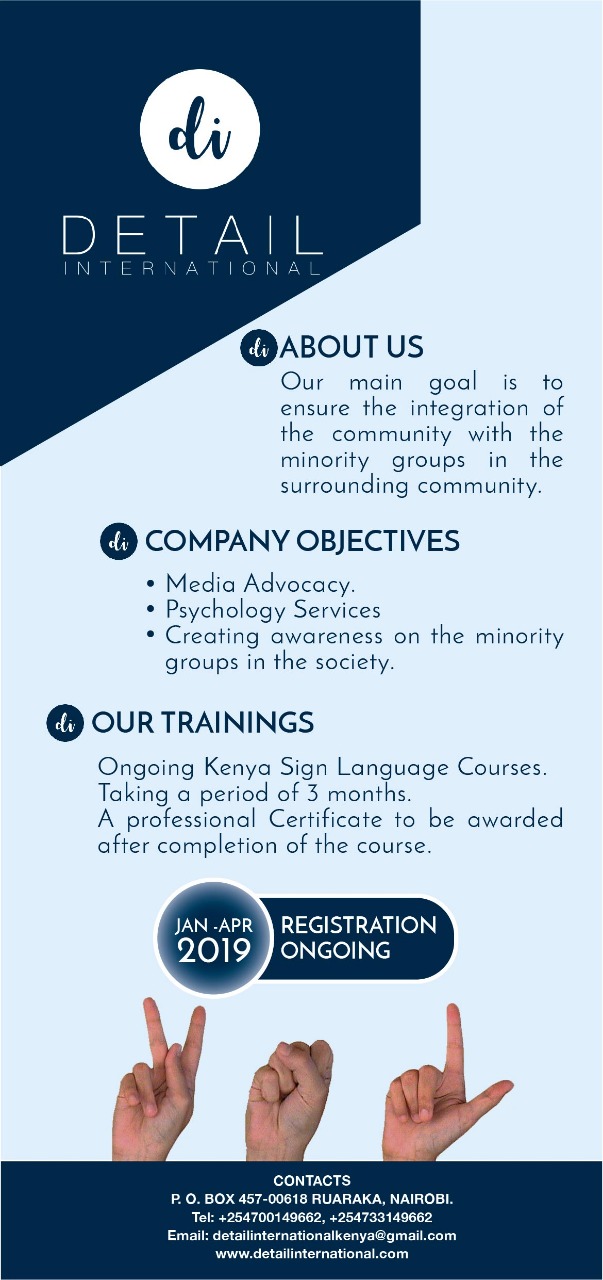 di
DETAIL
INTERNATIONAL
di ABOUT US
Our main goal is to
ensure the integration of
the community with the
minority groups in the
surrounding community.
di COMPANY OBJECTIVES
• Media Advocacy.
• Psychology Services
• Creating awareness on the minority
groups in the society.
di OUR TRAININGS
Ongoing Kenya Sign Language Courses.
Taking a period of 3 months.
A professional Certificate to be awarded
after completion of the course.
JAN -APR
2019
REGISTRATION
ONGOING
CONTACTS
P. O. BOX 457-00618 RUARAKA, NAIROBI.
Tel: +254700149662, +254733149662
Email: detailinternationalkenya@gmail.com
www.detailinternational.com